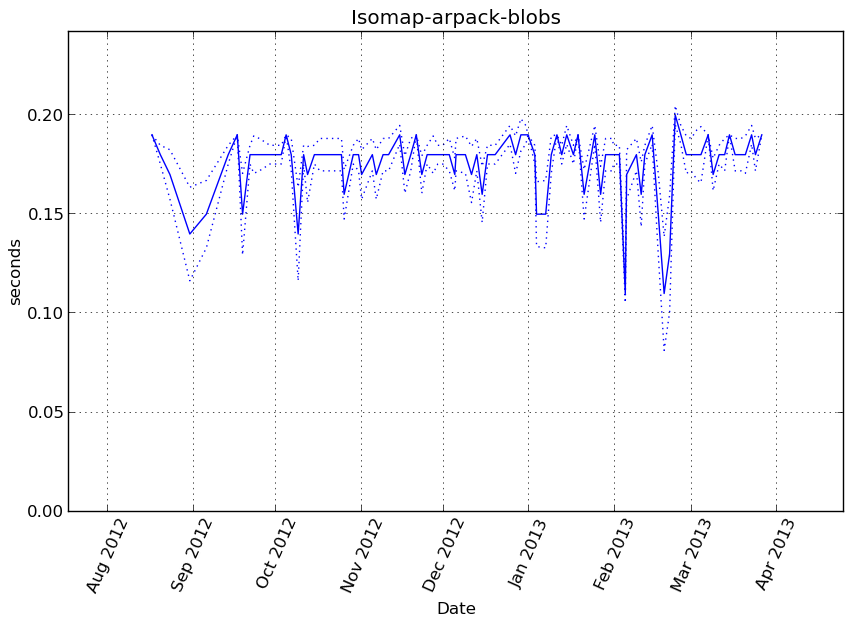 Isomap-arpack-blobs
0.20
0.15
0.10
0.05
0.00
seconds
Aug 2012
Sep 2012
Oct 2012
Nov 2012
Dec 2012
Jan 2013
Feb 2013
Mar 2013
Apr 2013
Date